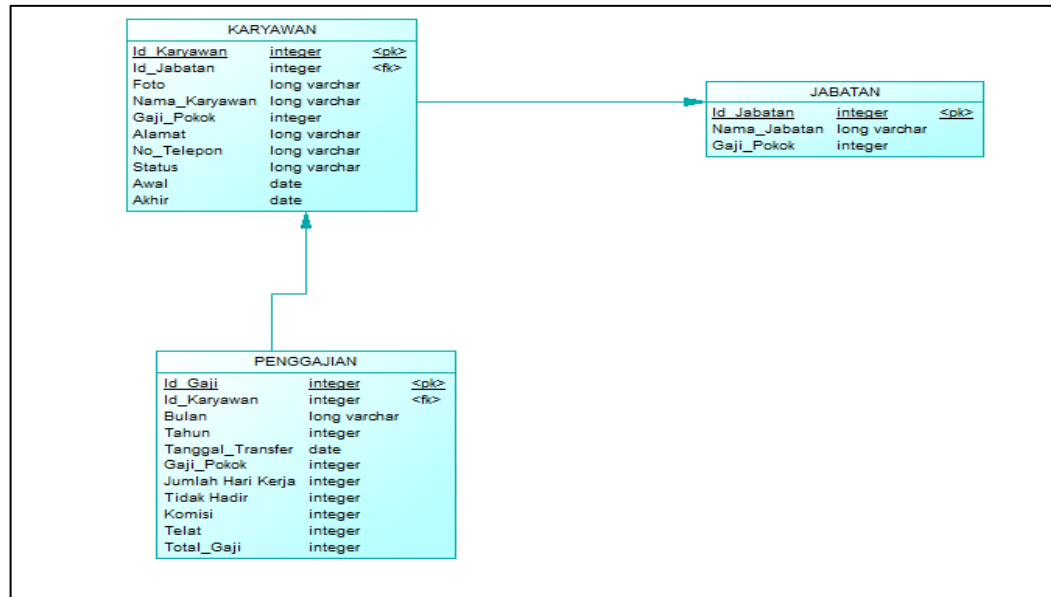 KARYAWAN
Id_Karyawan integer <pk>
Id_Jabatan integer <fk>
Foto long varchar
Nama_Karyawan long varchar
Gaji_Pokok integer
Alamat long varchar
No_Telepon long varchar
Status long varchar
Awal date
Akhir date
JABATAN
Id_Jabatan integer <pk>
Nama_Jabatan long varchar
Gaji_Pokok integer
PENGGAJIAN
Id_Gaji integer <pk>
Id_Karyawan integer <fk>
Bulan long varchar
Tahun integer
Tanggal_Transfer date
Gaji_Pokok integer
Jumlah Hari Kerja integer
Tidak Hadir integer
Komisi integer
Telat integer
Total_Gaji integer